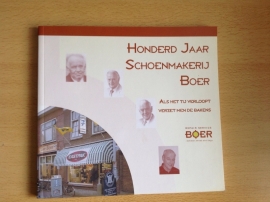 Honderd Jaar
Schoenmakerij
Boer
Als het tij verloopt
verzet men de bakens
BOER